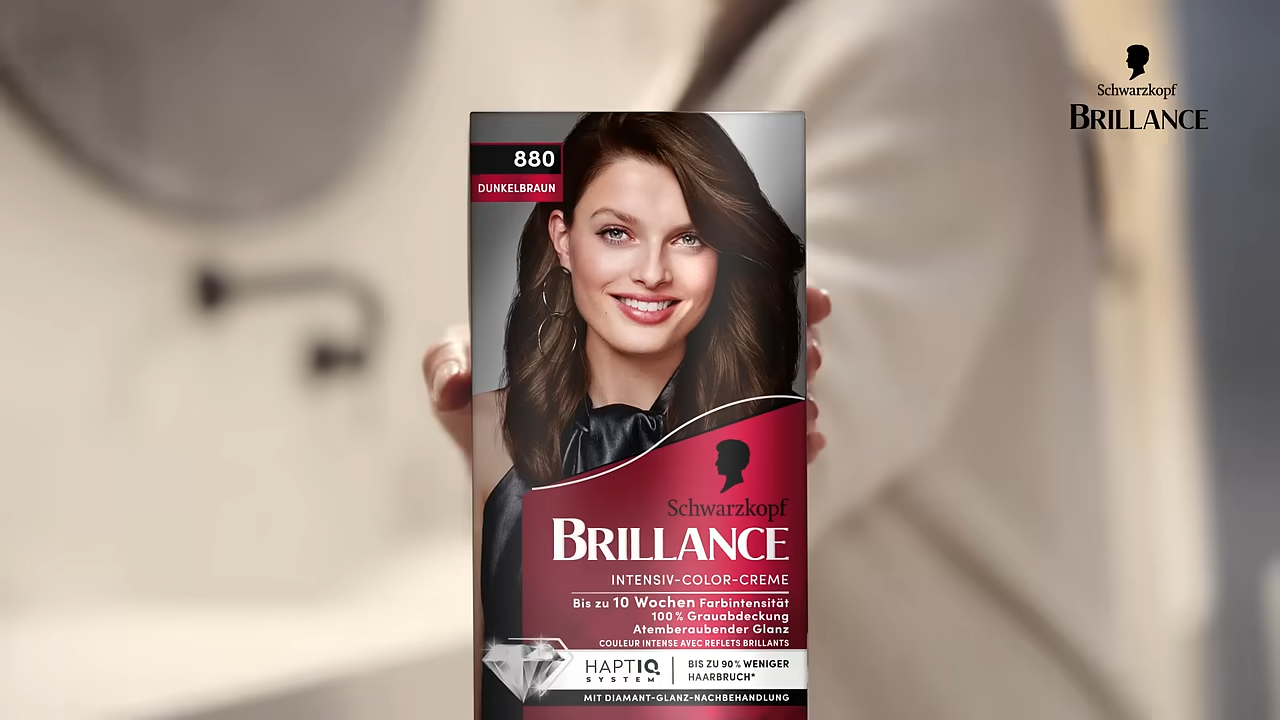 Schwarzkopf
BRILLANCE
880
DUNKELBRAUN
Schwarzkopf
BRILLANCE
INTENSIV-COLOR-CREME
Bis zu 10 Wochen Farbintensität
100% Grauabdeckung
Atemberaubender Glanz
COULEUR INTENSE AVEC REFLETS BRILLANTS
HAPTIQ
SYSTEM
BIS ZU 90% WENIGER
HAARBRUCH*
MIT DIAMANT-GLANZ-NACHBEHANDLUNG